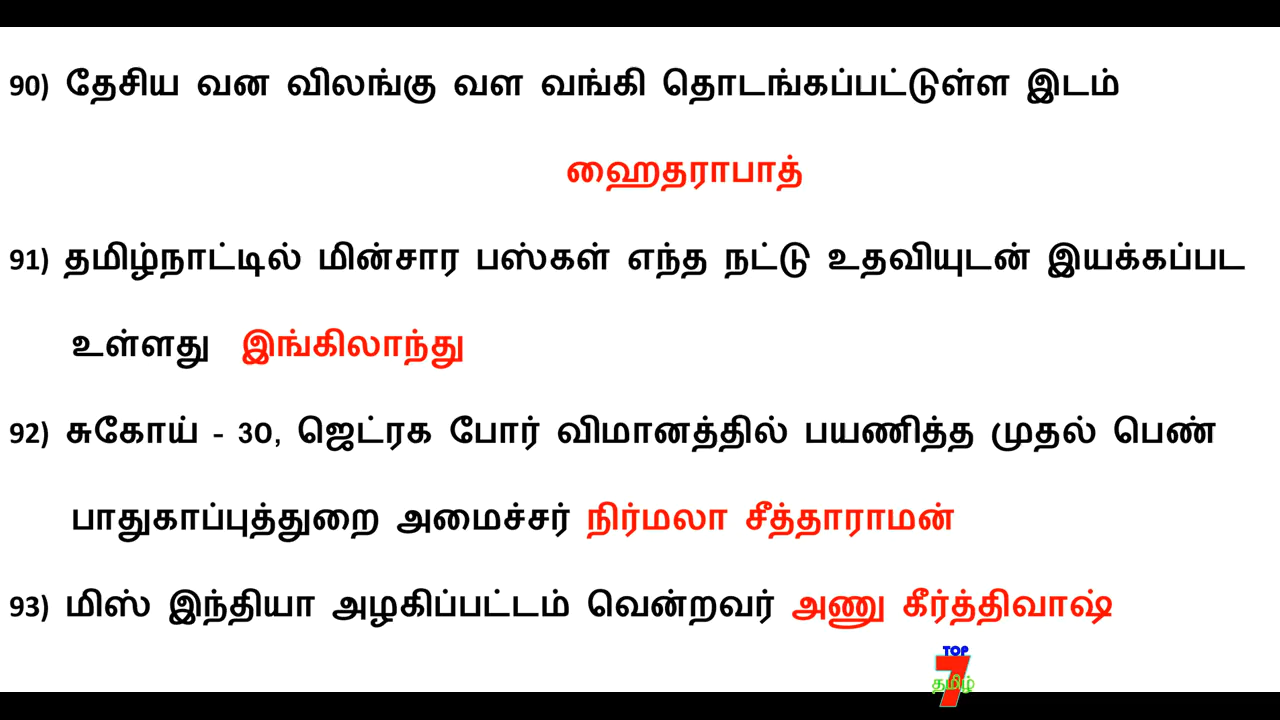 90) தேசிய வன விலங்கு வள வங்கி தொடங்கப்பட்டுள்ள இடம்
ஹைதராபாத்
91) தமிழ்நாட்டில் மின்சார பஸ்கள் எந்த நட்டு உதவியுடன் இயக்கப்பட
உள்ளது இங்கிலாந்து
92) சுகோய் - 30, ஜெட்ரக போர் விமானத்தில் பயணித்த முதல் பெண்
பாதுகாப்புத்துறை அமைச்சர் நிர்மலா சீத்தாராமன்
93) மிஸ் இந்தியா அழகிப்பட்டம் வென்றவர் அணு கீர்த்திவாஷ்
TOP
7
தமிழ்